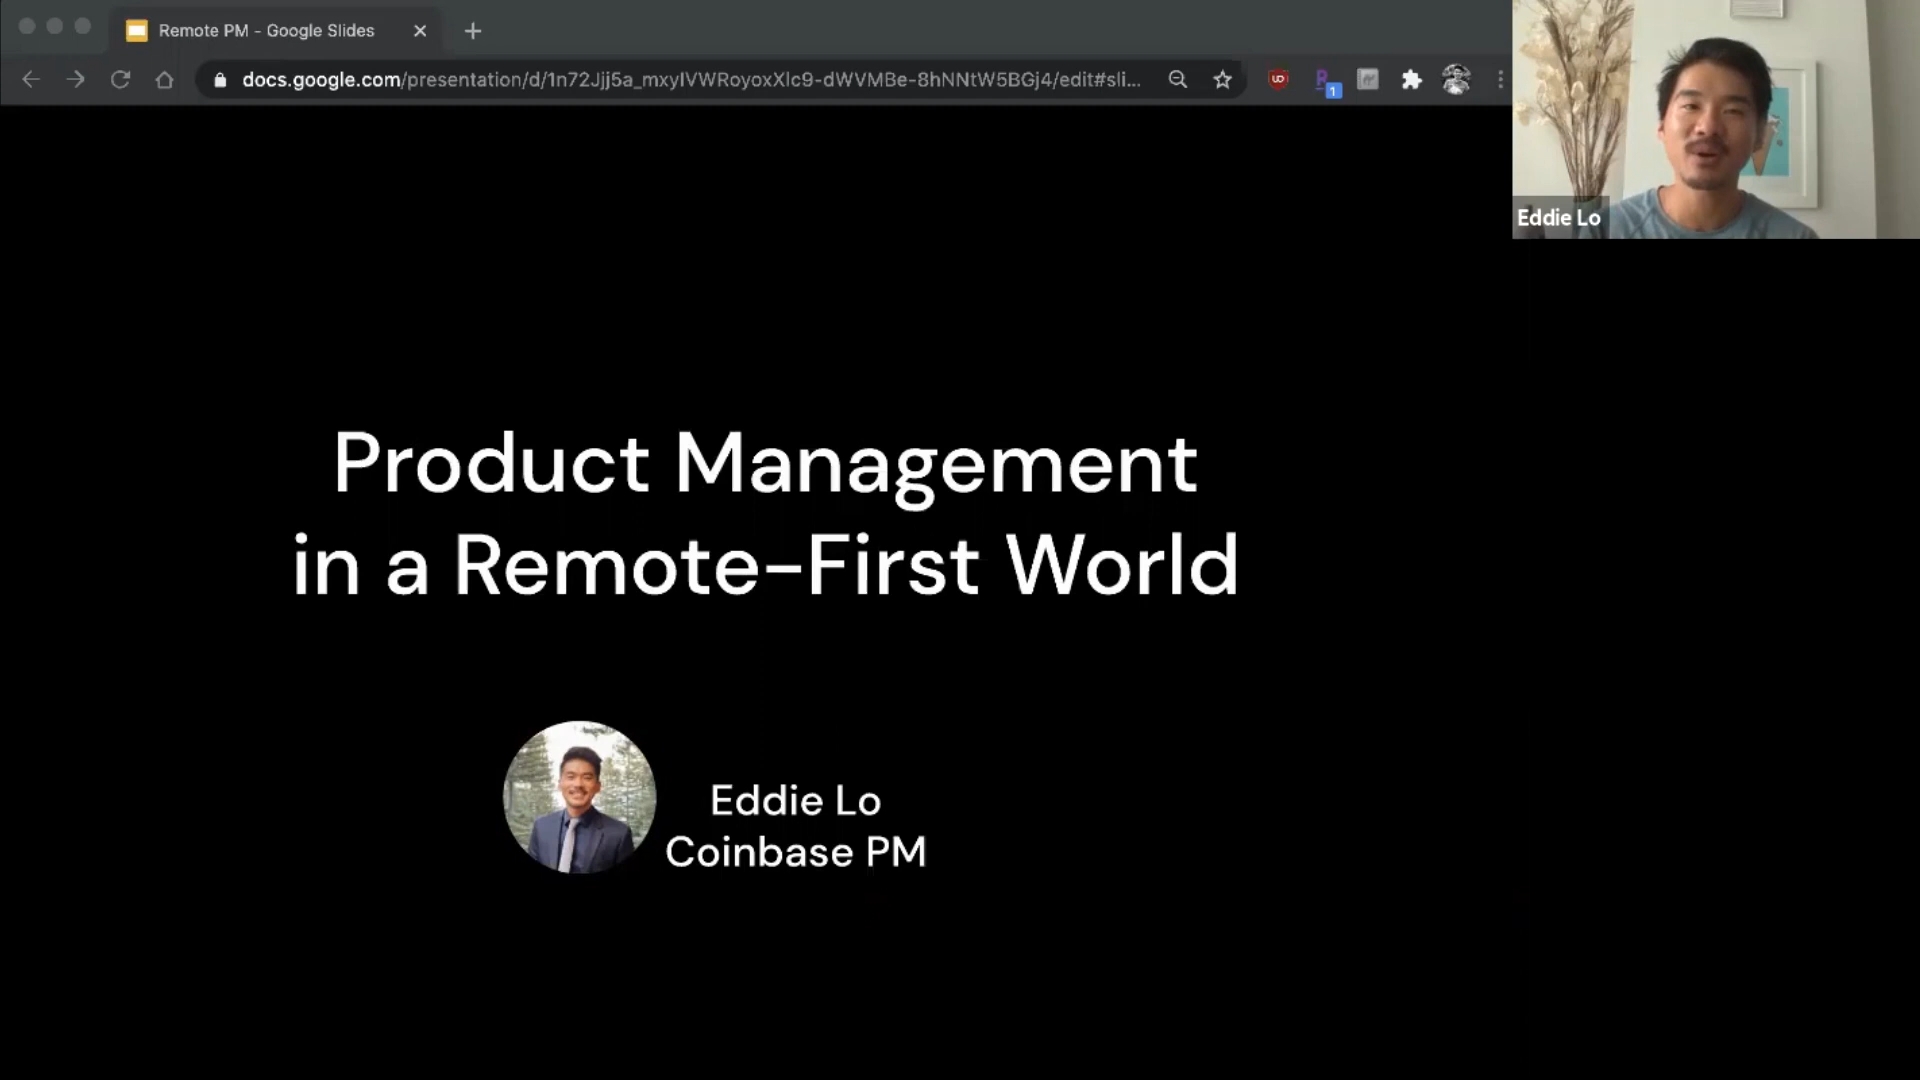 Remote PM - Google Slides
docs.google.com/presentation/d/1n72Jjj5a_mxyIVWRoyoxXlc9-dWVMBe-8hNNtW5BGj4/edit#sli...
1
Eddie Lo
Product Management
in a Remote-First World
Eddie Lo
Coinbase PM